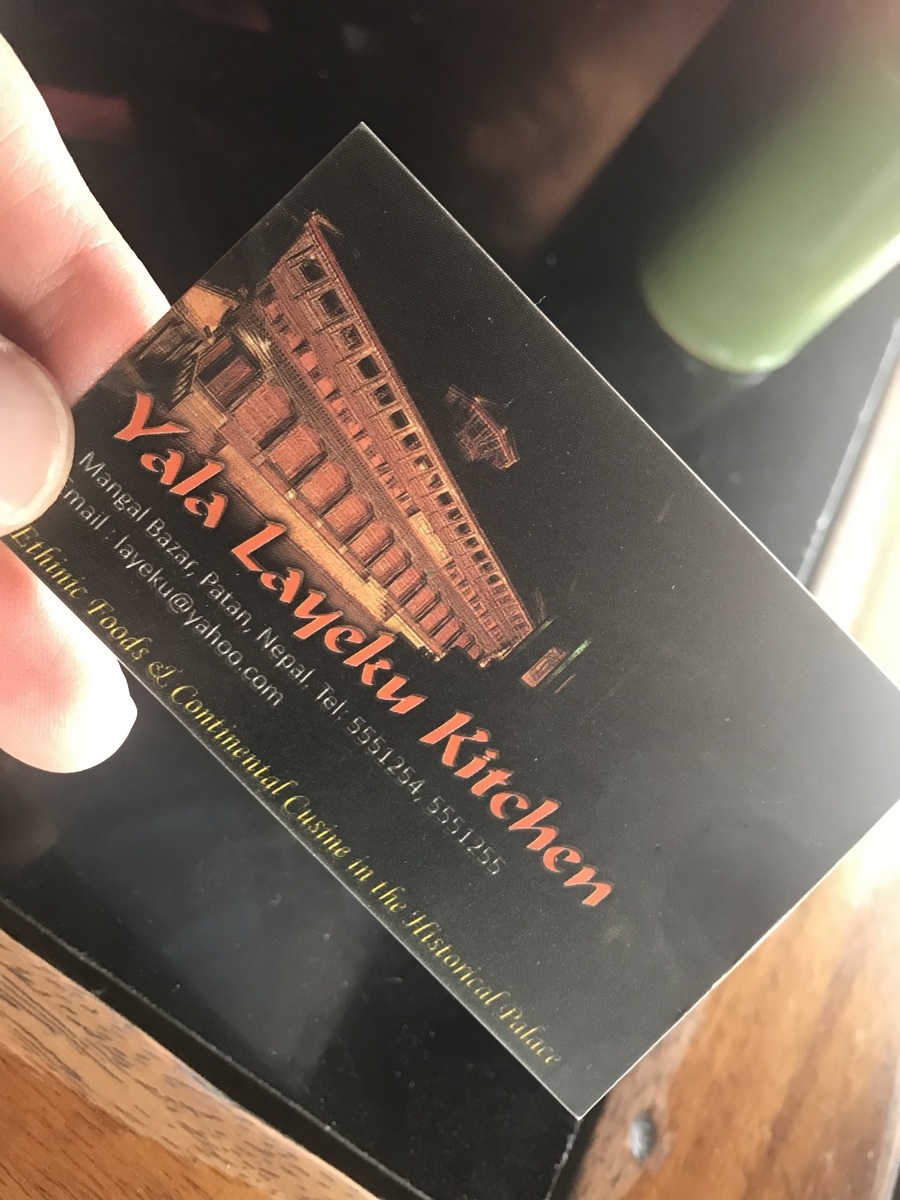 Yala Layeku Kitchen
Mangal Bazar, Patan, Nepal. Tel: 5551254, 5551255
Email : layeku@yahoo.com
Ethinic Foods & Continental Cusine in the Historical Palace